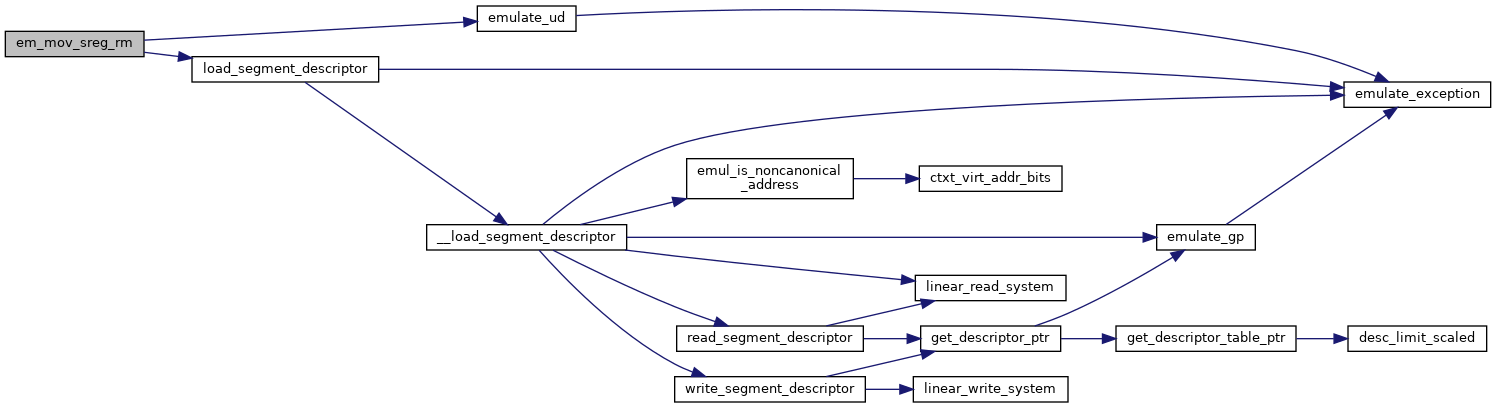 emulate_ud
em_mov_sreg_rm
load_segment_descriptor
emulate_exception
emul_is_noncanonical
_address
ctxt_virt_addr_bits
__load_segment_descriptor
emulate_gp
linear_read_system
read_segment_descriptor
get_descriptor_ptr
get_descriptor_table_ptr
desc_limit_scaled
write_segment_descriptor
linear_write_system